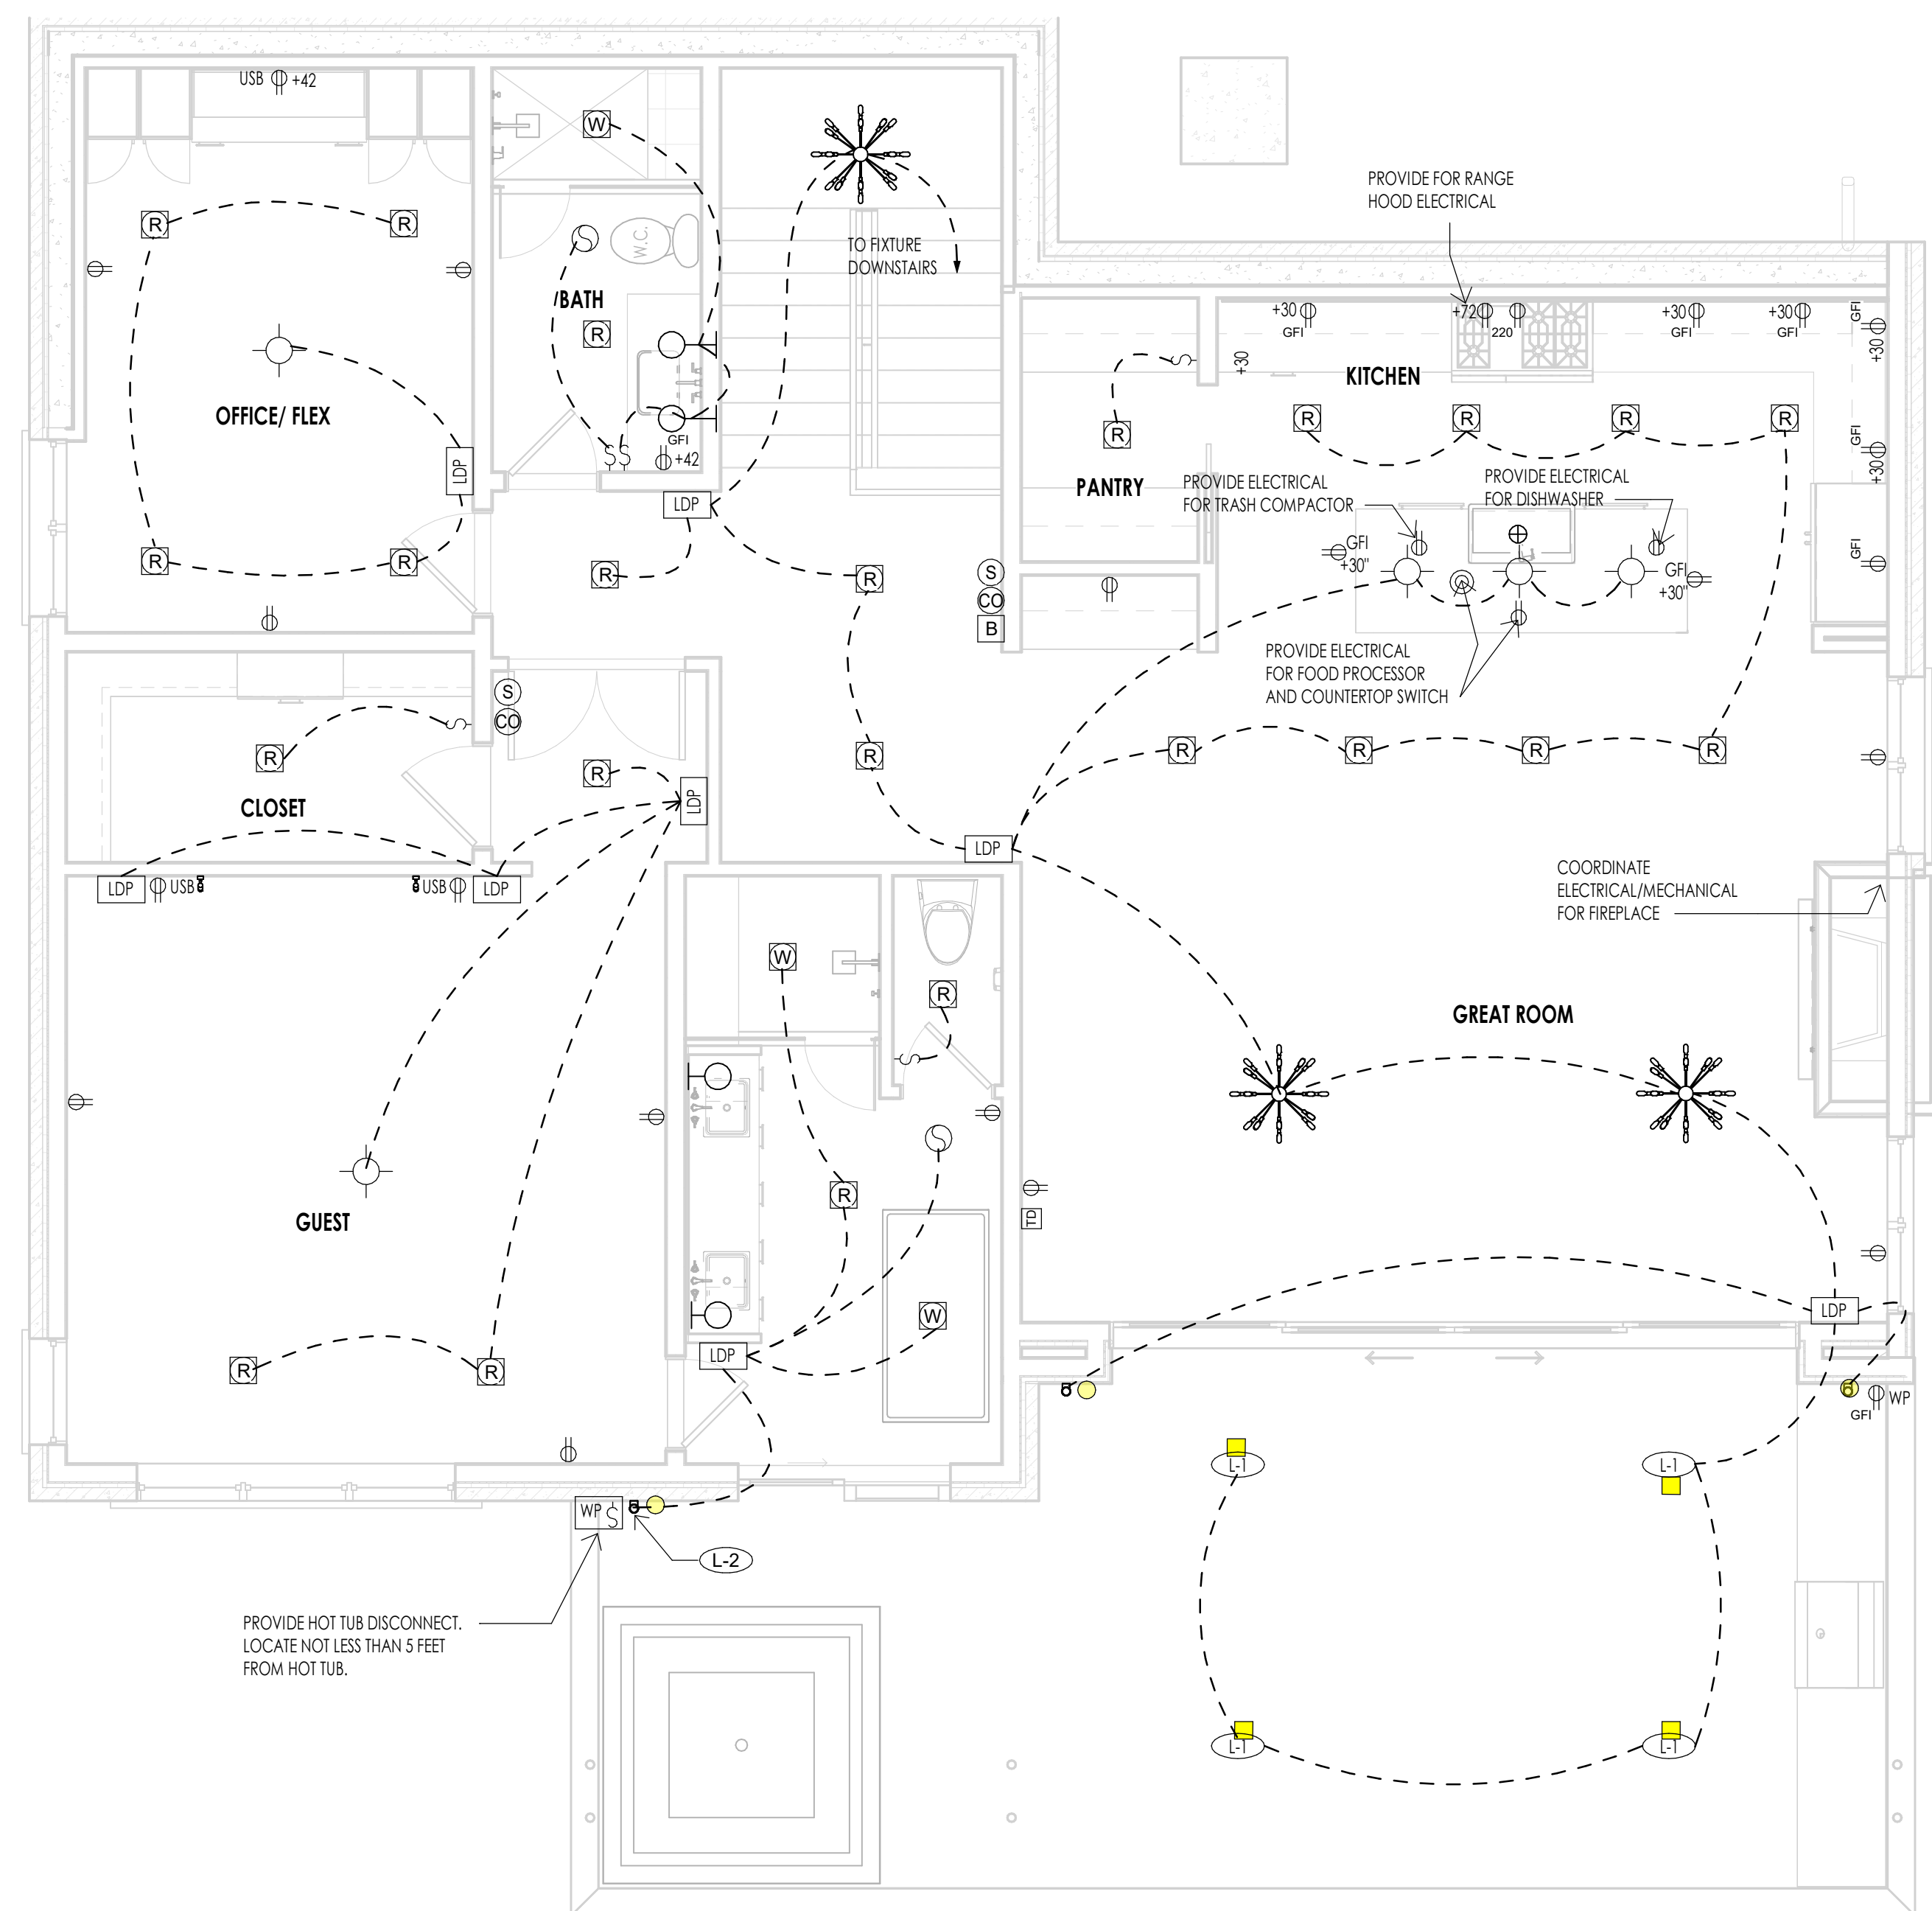 USB +42
W
R R
TO FIXTURE
DOWNSTAIRS
PROVIDE FOR RANGE
HOOD ELECTRICAL
W.C.
BATH
R
OFFICE/ FLEX
LDP
GFI
+42
S S
LDP
R R
R
R
+30
GFI
+72
220
+30
GFI
+30
GFI
GFI
+30
+30
KITCHEN
R R R R
R
PANTRY
GFI
+30
PROVIDE ELECTRICAL
FOR TRASH COMPACTOR
PROVIDE ELECTRICAL
FOR DISHWASHER
GFI
+30"
GFI
+30"
GFI
S
CO
B
PROVIDE ELECTRICAL
FOR FOOD PROCESSOR
AND COUNTERTOP SWITCH
S
CO
R
R
R
R R R R
CLOSET
LDP
LDP
LDP USB
USB LDP
COORDINATE
ELECTRICAL/MECHANICAL
FOR FIREPLACE
W
R
GREAT ROOM
R
GUEST
TD
W
LDP
LDP
R R
GFI WP
L-1 L-1
WP S
L-2
PROVIDE HOT TUB DISCONNECT.
LOCATE NOT LESS THAN 5 FEET
FROM HOT TUB.
L-1 L-1